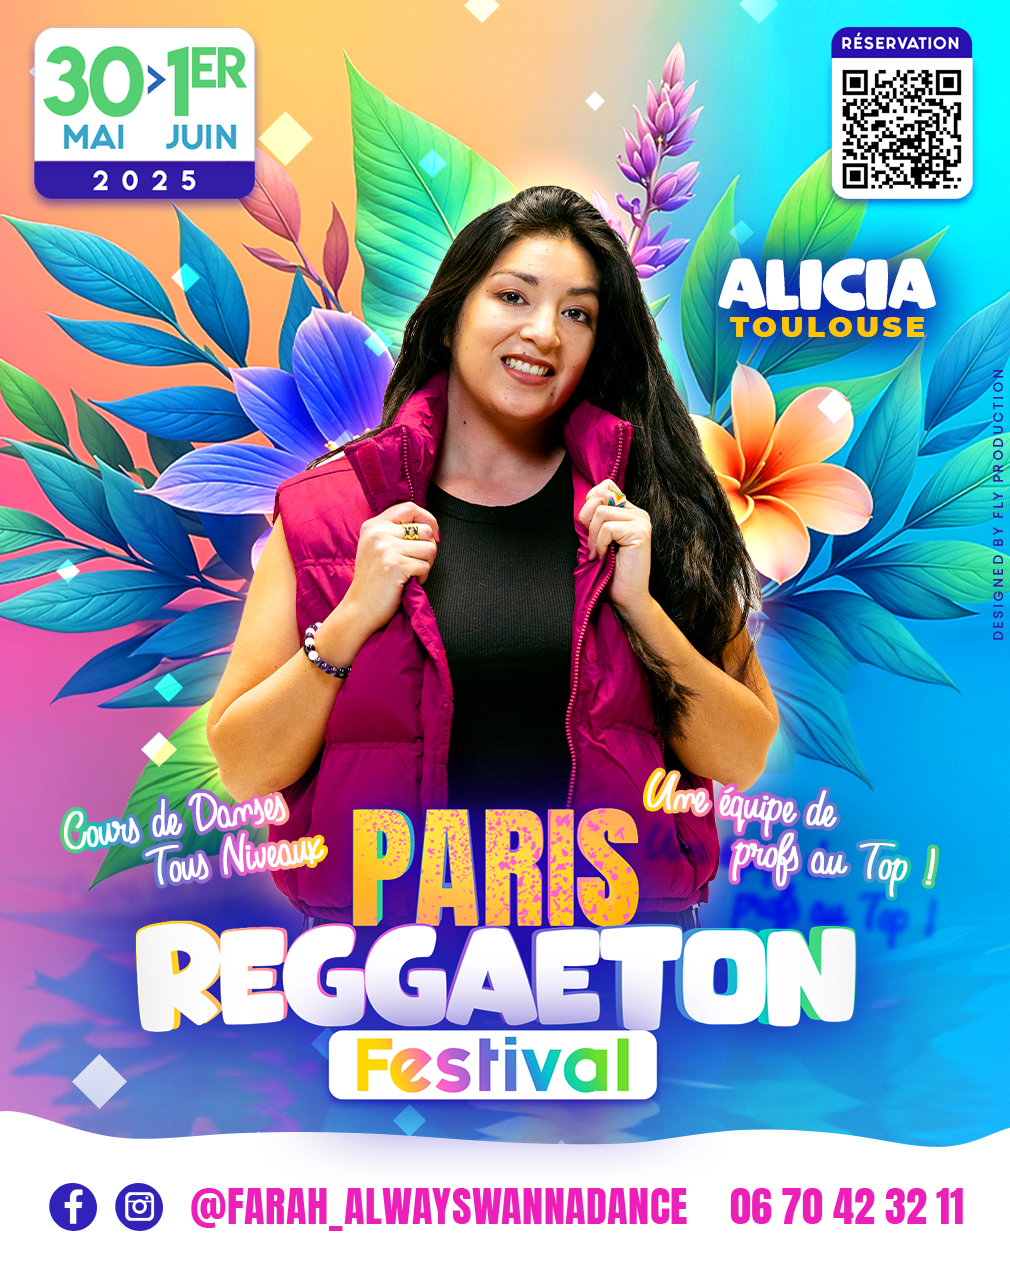 30>1ER
MAI JUIN
2025
RÉSERVATION
ALICIA
TOULOUSE
DESIGNED BY FLY PRODUCTION
Cours de Danses
Tous Niveaux
Une équipe de
profs au Top !
PARIS
REGGAETON
Festival
@FARAH_ALWAYSWANNADANCE 06 70 42 32 11